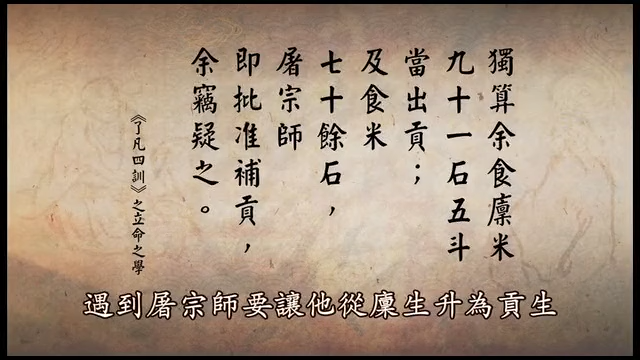 獨算余食廩米
九十一石五斗
當出貢；
及食米
七十餘石，
屠宗師
即批准補貢，
余竊疑之。
《了凡四訓》之立命之學
遇到屠宗師要讓他從廩生升為貢生